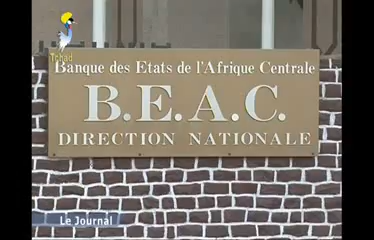 Tchad
Banque des Etats de l'Afrique Centrale
B.E.A.C.
DIRECTION NATIONALE
Le Journal